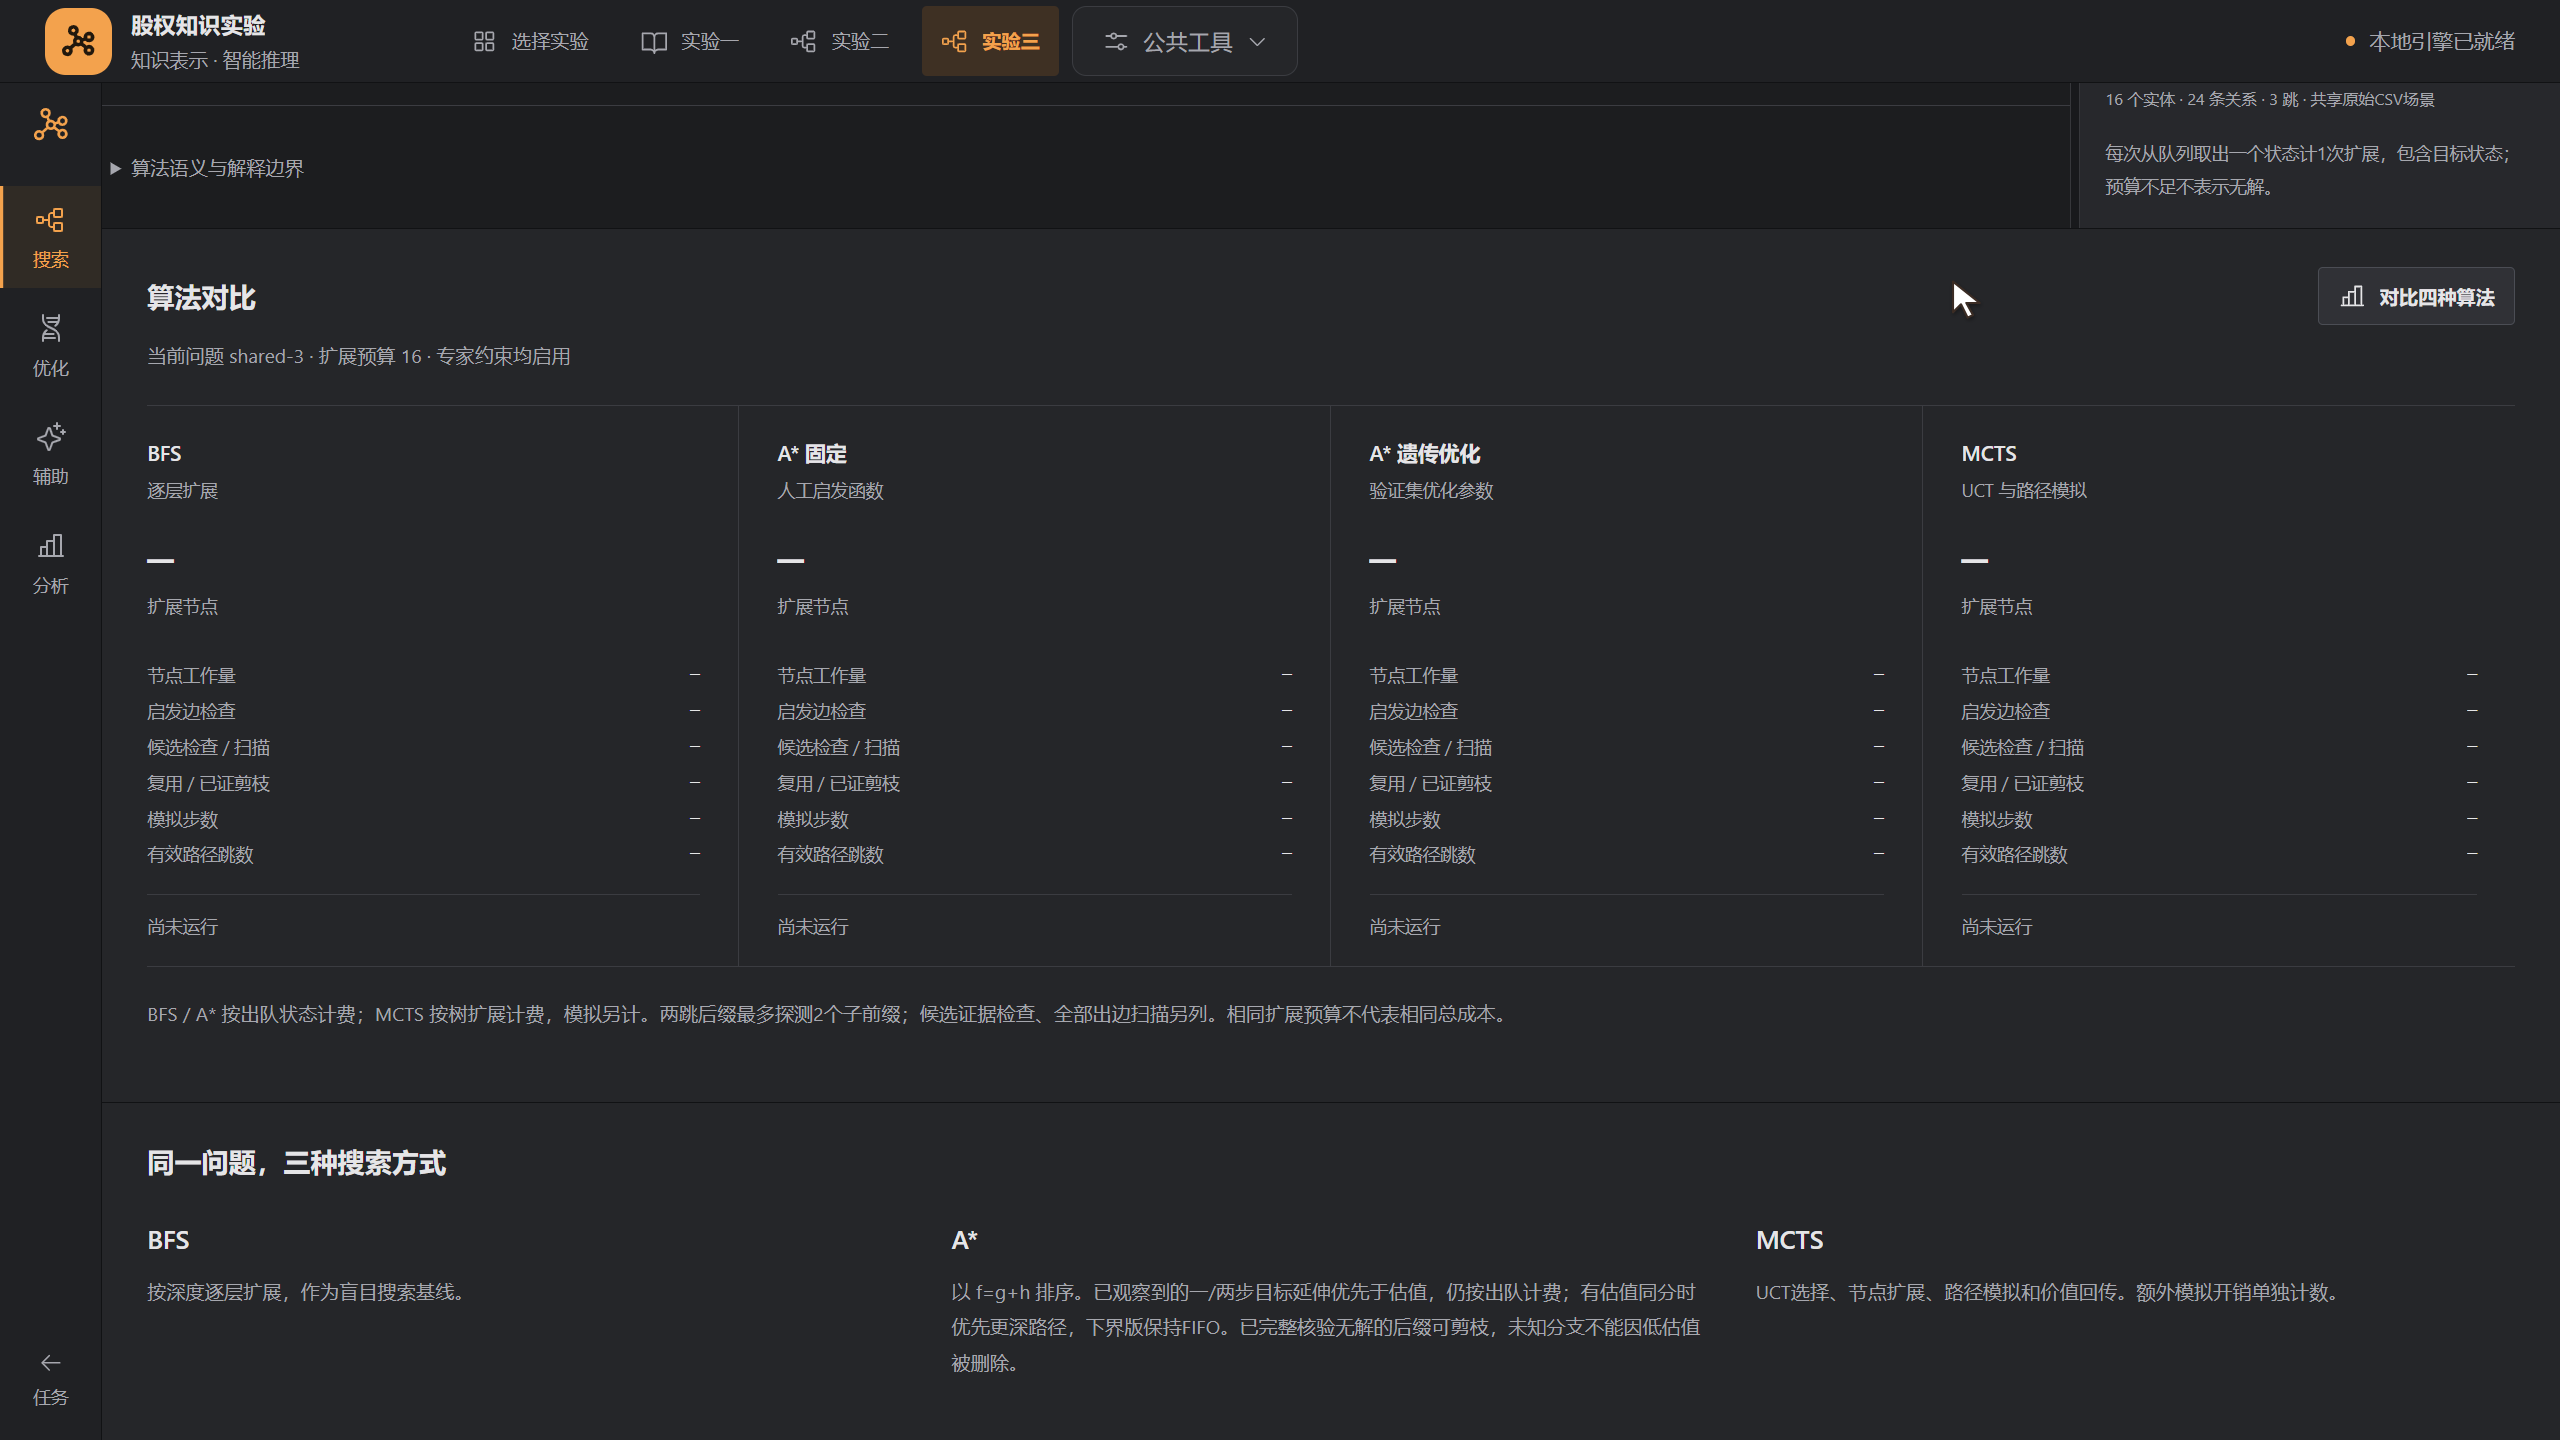 股权知识实验
知识表示 · 智能推理
选择实验
实验一
实验二
实验三
公共工具
本地引擎已就绪
搜索
优化
辅助
分析
任务
16 个实体 · 24 条关系 · 3 跳 · 共享原始CSV场景
每次从队列取出一个状态计1次扩展，包含目标状态；
预算不足不表示无解。
算法语义与解释边界
算法对比
对比四种算法
当前问题 shared-3 · 扩展预算 16 · 专家约束均启用
BFS
逐层扩展
—
扩展节点
节点工作量 –
启发边检查 –
候选检查 / 扫描 –
复用 / 已证剪枝 –
模拟步数 –
有效路径跳数 –
尚未运行
A* 固定
人工启发函数
—
扩展节点
节点工作量 –
启发边检查 –
候选检查 / 扫描 –
复用 / 已证剪枝 –
模拟步数 –
有效路径跳数 –
尚未运行
A* 遗传优化
验证集优化参数
—
扩展节点
节点工作量 –
启发边检查 –
候选检查 / 扫描 –
复用 / 已证剪枝 –
模拟步数 –
有效路径跳数 –
尚未运行
MCTS
UCT 与路径模拟
—
扩展节点
节点工作量 –
启发边检查 –
候选检查 / 扫描 –
复用 / 已证剪枝 –
模拟步数 –
有效路径跳数 –
尚未运行
BFS / A* 按出队状态计费；MCTS 按树扩展计费，模拟另计。两跳后缀最多探测2个子前缀；候选证据检查、全部出边扫描另列。相同扩展预算不代表相同总成本。
同一问题，三种搜索方式
BFS
按深度逐层扩展，作为盲目搜索基线。
A*
以 f=g+h 排序。已观察到的一/两步目标延伸优先于估值，仍按出队计费；有估值同分时
优先更深路径，下界版保持FIFO。已完整核验无解的后缀可剪枝，未知分支不能因低估值
被删除。
MCTS
UCT选择、节点扩展、路径模拟和价值回传。额外模拟开销单独计数。